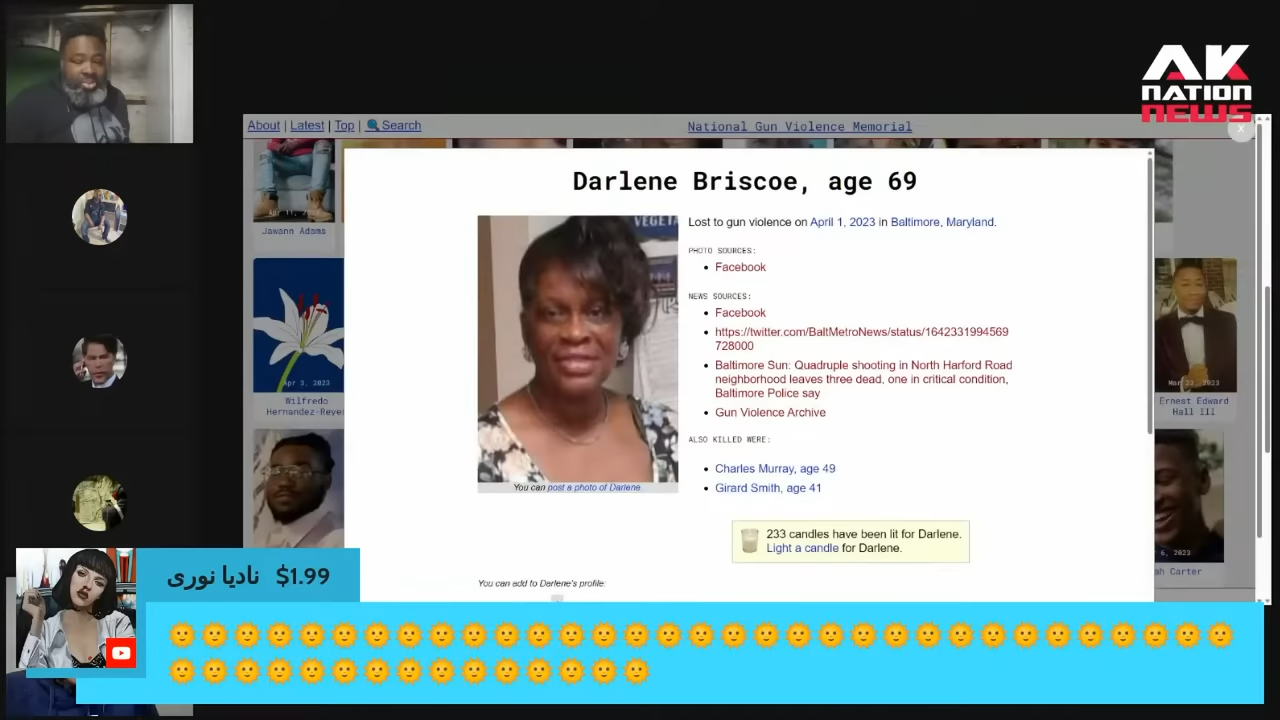 AK
NATION
NEWS
About | Latest | Top | Search
National Gun Violence Memorial
x
Darlene Briscoe, age 69
Lost to gun violence on April 1, 2023 in Baltimore, Maryland.
PHOTO SOURCES:
Facebook
NEWS SOURCES:
Facebook
https://twitter.com/BaltMetroNews/status/1642331994569
728000
Baltimore Sun: Quadruple shooting in North Harford Road
neighborhood leaves three dead, one in critical condition,
Baltimore Police say
Gun Violence Archive
ALSO KILLED WERE:
Charles Murray, age 49
Girard Smith, age 41
VEGETA
You can post a photo of Darlene.
233 candles have been lit for Darlene.
Light a candle for Darlene.
You can add to Darlene's profile:
Jawann Adams
Apr 3, 2023
Wilfredo
Hernandez-Reyes
Ernest Edward
Hall III
6, 2023
ah Carter
نادیا نوری $1.99